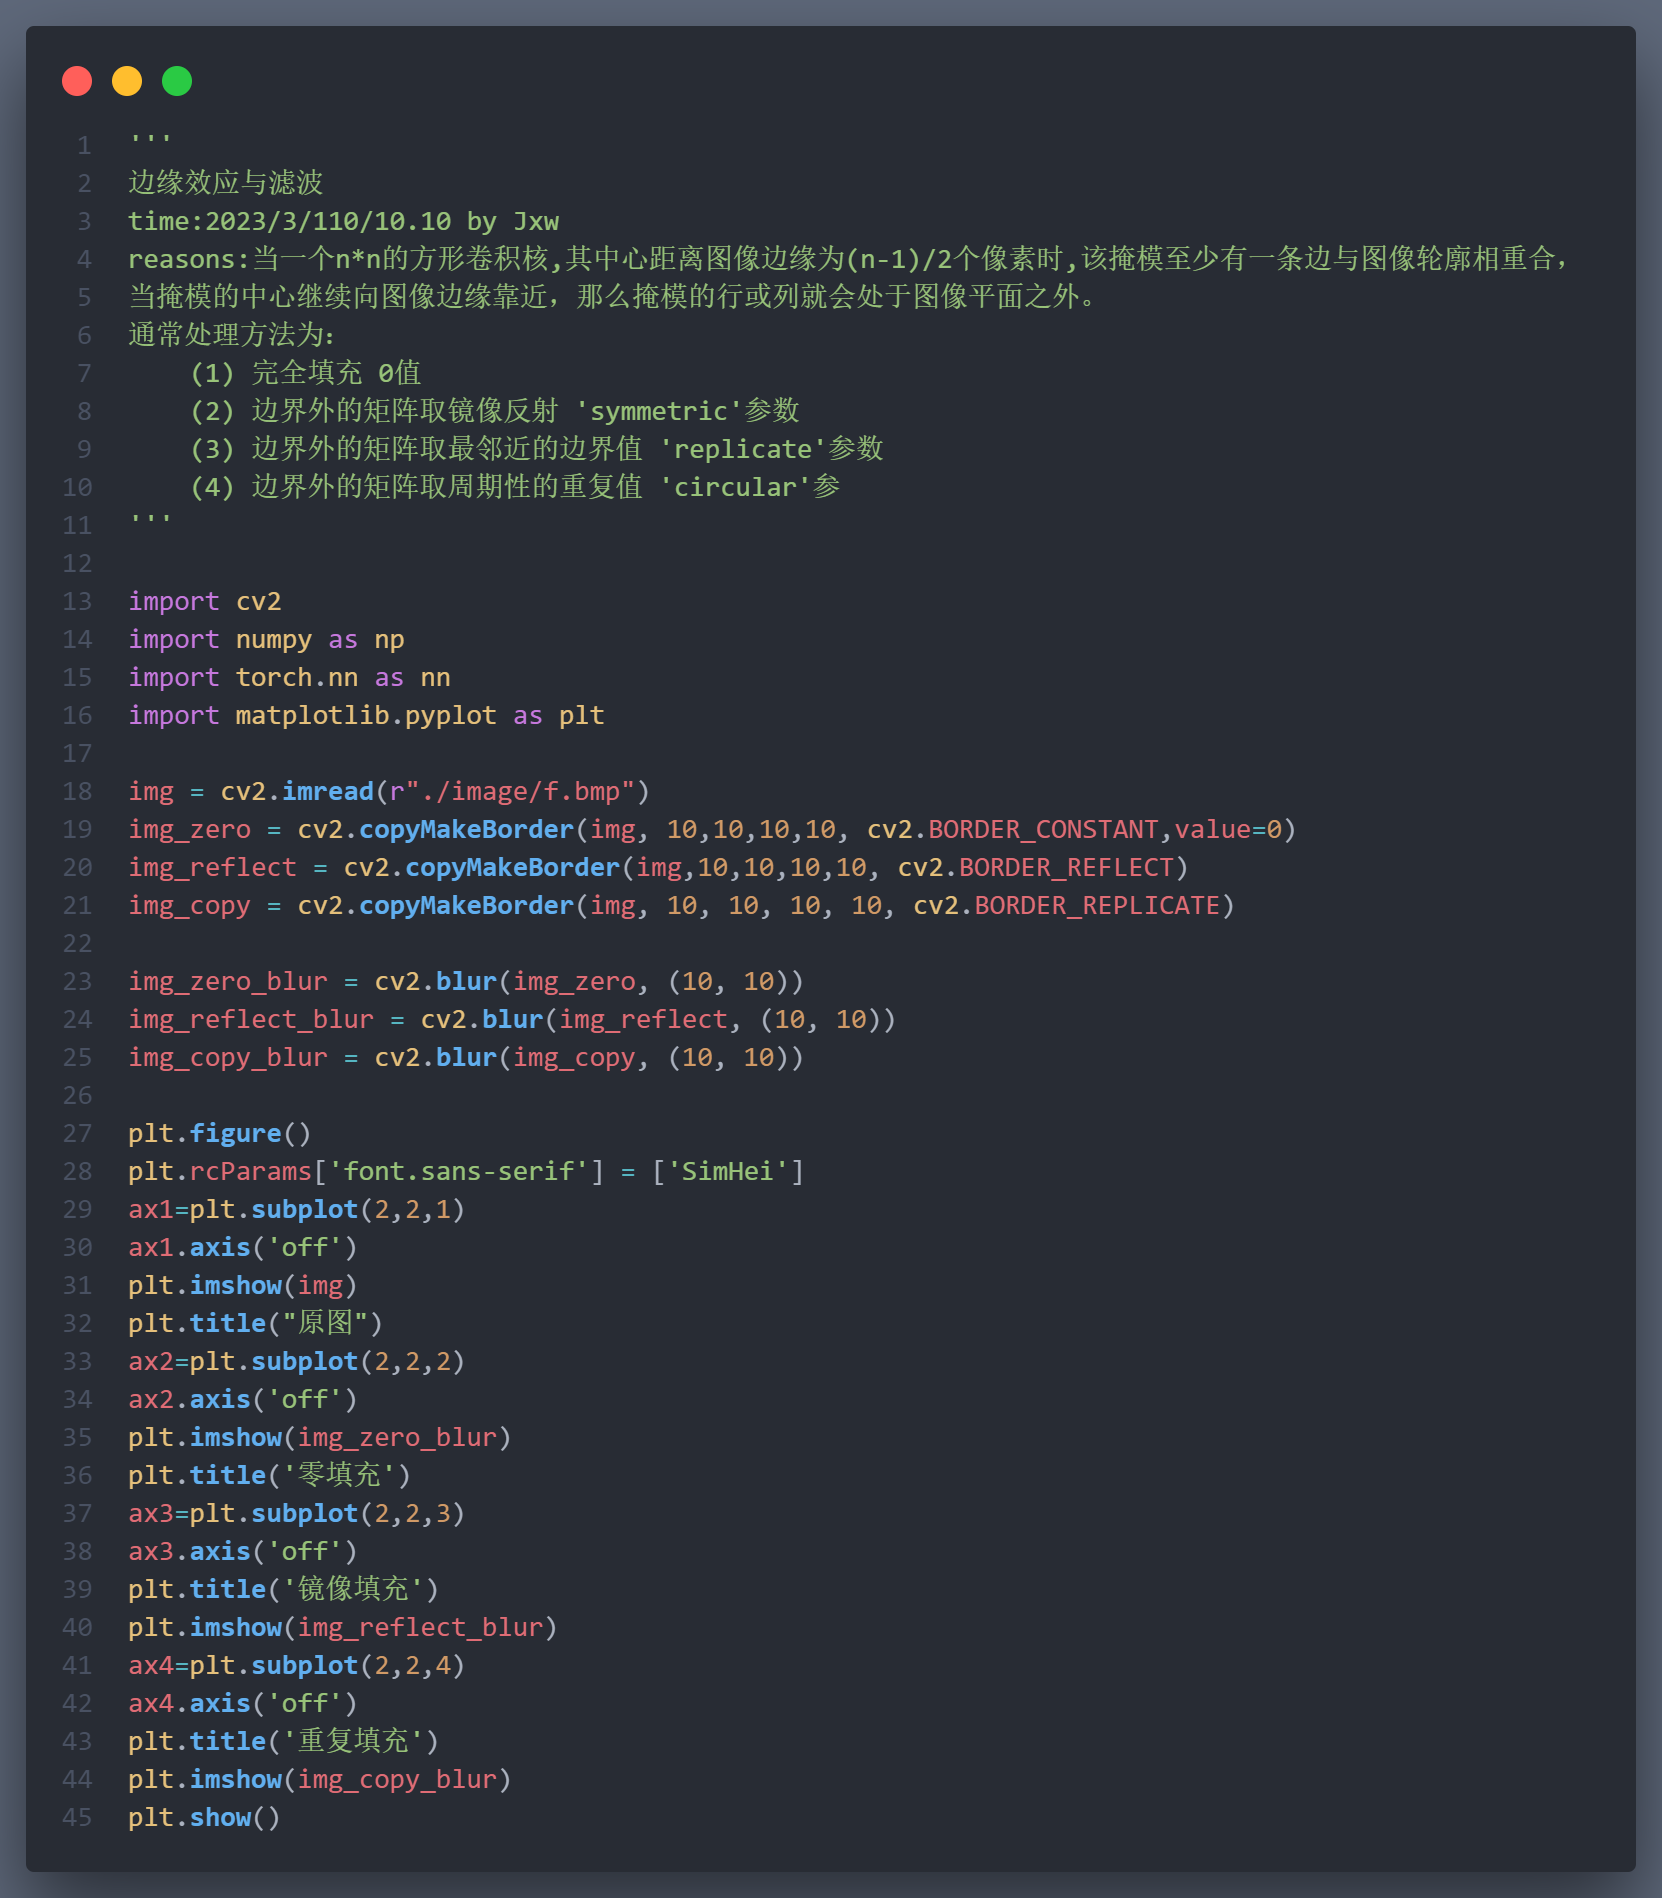 1 '''
2 边缘效应与滤波
3 time:2023/3/110/10.10 by Jxw
4 reasons:当一个n*n的方形卷积核,其中心距离图像边缘为(n-1)/2个像素时,该掩模至少有一条边与图像轮廓相重合，
5 当掩模的中心继续向图像边缘靠近，那么掩模的行或列就会处于图像平面之外。
6 通常处理方法为：
7     (1) 完全填充 0值
8     (2) 边界外的矩阵取镜像反射 'symmetric'参数
9     (3) 边界外的矩阵取最邻近的边界值 'replicate'参数
10     (4) 边界外的矩阵取周期性的重复值 'circular'参
11 '''
12
13 import cv2
14 import numpy as np
15 import torch.nn as nn
16 import matplotlib.pyplot as plt
17
18 img = cv2.imread(r"./image/f.bmp")
19 img_zero = cv2.copyMakeBorder(img, 10,10,10,10, cv2.BORDER_CONSTANT,value=0)
20 img_reflect = cv2.copyMakeBorder(img,10,10,10,10, cv2.BORDER_REFLECT)
21 img_copy = cv2.copyMakeBorder(img, 10, 10, 10, 10, cv2.BORDER_REPLICATE)
22
23 img_zero_blur = cv2.blur(img_zero, (10, 10))
24 img_reflect_blur = cv2.blur(img_reflect, (10, 10))
25 img_copy_blur = cv2.blur(img_copy, (10, 10))
26
27 plt.figure()
28 plt.rcParams['font.sans-serif'] = ['SimHei']
29 ax1=plt.subplot(2,2,1)
30 ax1.axis('off')
31 plt.imshow(img)
32 plt.title("原图")
33 ax2=plt.subplot(2,2,2)
34 ax2.axis('off')
35 plt.imshow(img_zero_blur)
36 plt.title('零填充')
37 ax3=plt.subplot(2,2,3)
38 ax3.axis('off')
39 plt.title('镜像填充')
40 plt.imshow(img_reflect_blur)
41 ax4=plt.subplot(2,2,4)
42 ax4.axis('off')
43 plt.title('重复填充')
44 plt.imshow(img_copy_blur)
45 plt.show()